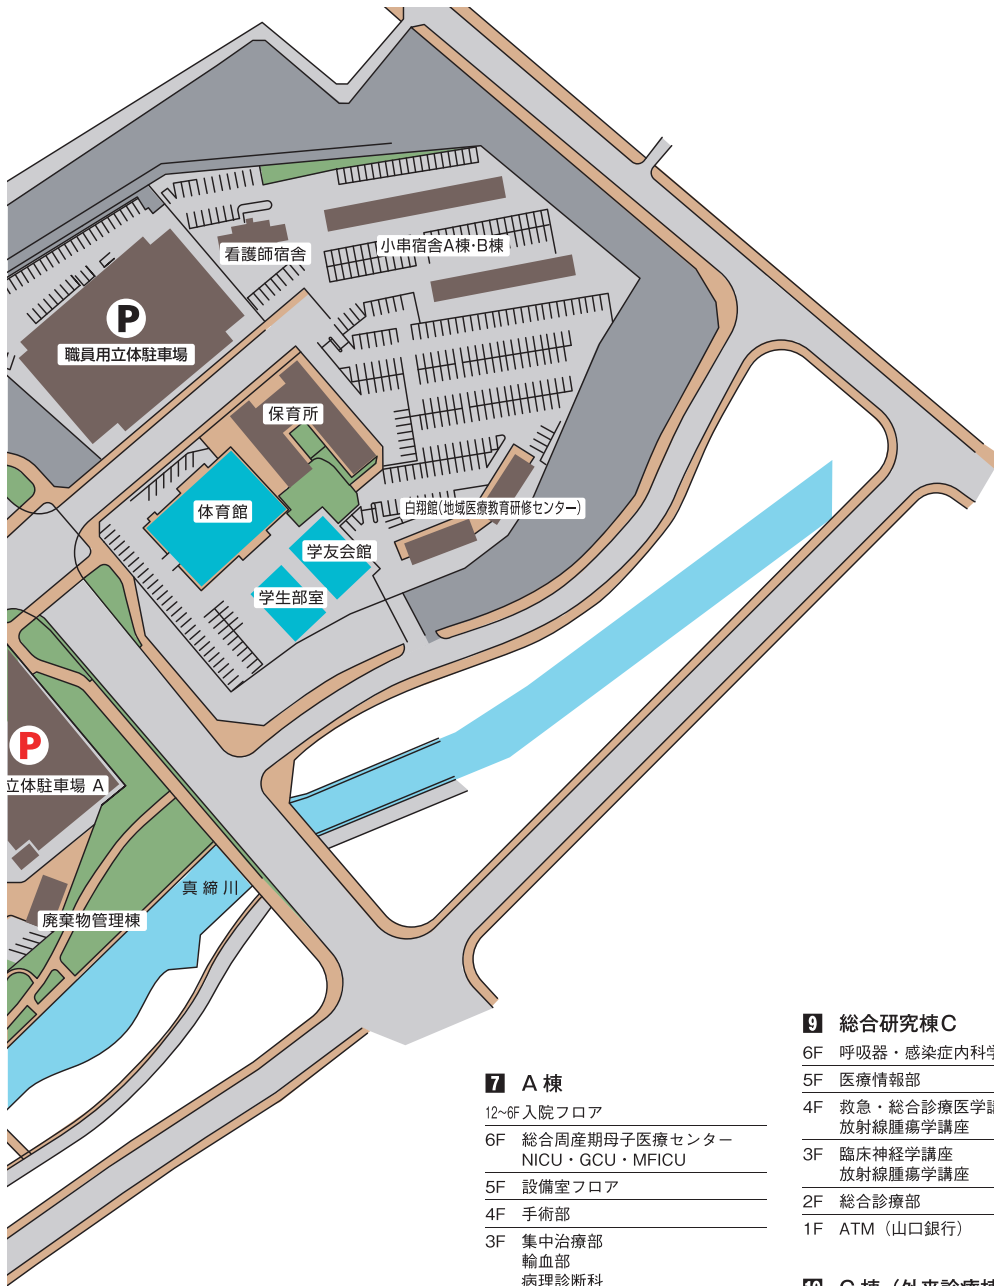 看護師宿舎
小串宿舎A棟・B棟
P
職員用立体駐車場
保育所
体育館
白翔館(地域医療教育研修センター)
学友会館
学生部室
P
立体駐車場 A
真締川
廃棄物管理棟
7 A 棟
12~6F 入院フロア
6F 総合周産期母子医療センター
NICU・GCU・MFICU
5F 設備室フロア
4F 手術部
3F 集中治療部
輸血部
病理診断科
9 総合研究棟C
6F 呼吸器・感染症内科学
5F 医療情報部
4F 救急・総合診療医学講
放射線腫瘍学講座
3F 臨床神経学講座
放射線腫瘍学講座
2F 総合診療部
1F ATM（山口銀行）